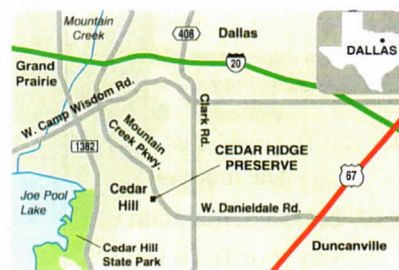 Mountain
Creek
408
Dallas
20
DALLAS
Grand
Prairie
W. Camp Wisdom Rd.
Clark Rd.
Mountain
Creek Pkwy.
1382
CEDAR RIDGE
PRESERVE
67
Joe Pool
Lake
Cedar
Hill
W. Danieldale Rd.
Cedar Hill
State Park
Duncanville